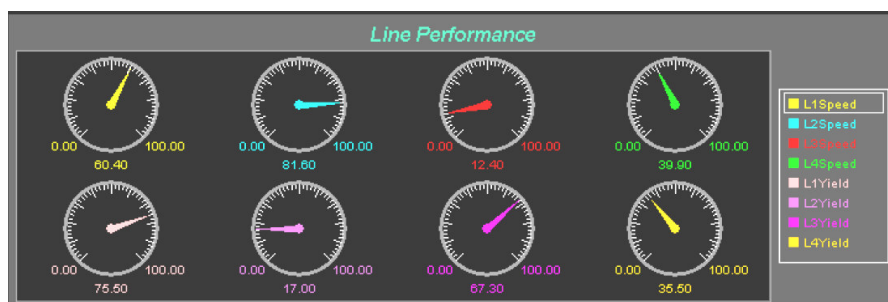 Line Performance
0.00 100.00 0.00 100.00 0.00 100.00 0.00 100.00
60.40 81.60 12.40 39.90
0.00 100.00 0.00 100.00 0.00 100.00 0.00 100.00
75.50 17.00 67.30 35.50
L1Speed
L2Speed
L3Speed
L4Speed
L1Yield
L2Yield
L3Yield
L4Yield